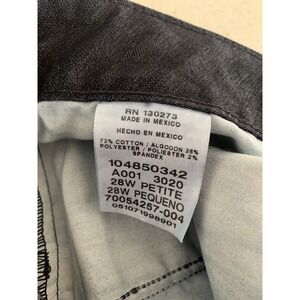 RN 130273
MADE IN MEXICO
HECHO EN MEXICO
72% COTTON / ALGODON 26%
POLYESTER / POLIESTER 2%
SPANDEX
104850342
A001 3020
28W PETITE
28W PEQUENO
70054257-004
051071998901